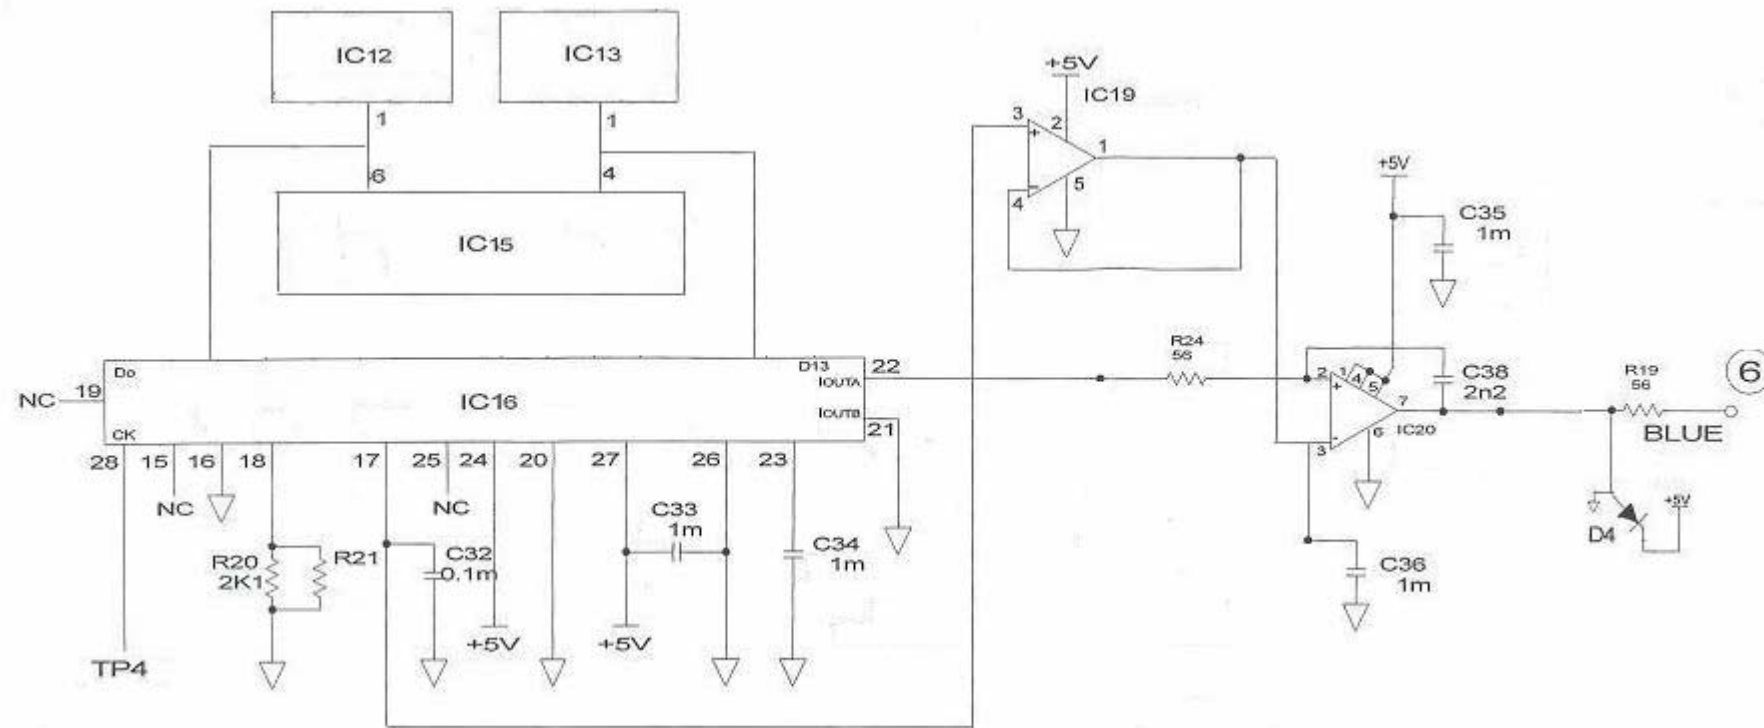 IC12
IC13
1
1
6
4
IC15
+5V
IC19
3
2
+
1
-
4
5
+5V
C35
1m
D0
D13
22
IOUTA
NC
19
IC16
IOUTB
CK
21
R24
56
2
1
4
5
+
7
-
3
6
IC20
C38
2n2
R19
56
6
BLUE
28
15
16
18
17
25
24
20
27
26
23
NC
NC
C33
1m
+5V
D4
R20
2K1
R21
C32
0.1m
C34
1m
C36
1m
TP4
+5V
+5V